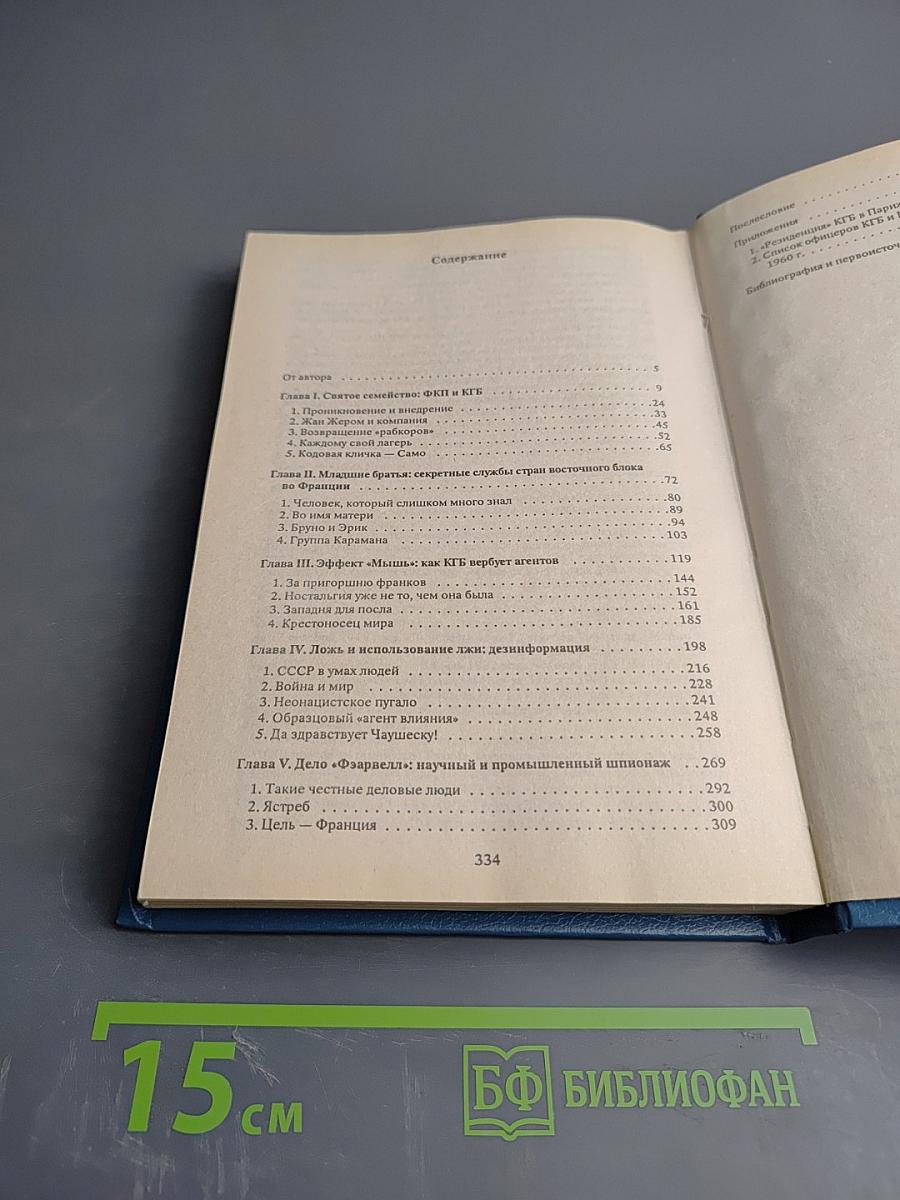 Содержание
От автора . . . . . . . . . . . . . . . . . . . . . . . . . . . . . . . . . . . . . . 5
Глава I. Святое семейство: ФКП и КГБ . . . . . . . . . . . . . . . . . . . 9
1. Проникновение и внедрение . . . . . . . . . . . . . . . . . . . . . .24
2. Жан Жером и компания . . . . . . . . . . . . . . . . . . . . . . . . .33
3. Возвращение «рабкоров» . . . . . . . . . . . . . . . . . . . . . . . .45
4. Каждому свой лагерь . . . . . . . . . . . . . . . . . . . . . . . . . .52
5. Кодовая кличка — Само . . . . . . . . . . . . . . . . . . . . . . . . .65
Глава II. Младшие братья: секретные службы стран восточного блока
во Франции . . . . . . . . . . . . . . . . . . . . . . . . . . . . . . . . . . .72
1. Человек, который слишком много знал . . . . . . . . . . . . . . .80
2. Во имя матери . . . . . . . . . . . . . . . . . . . . . . . . . . . . . .89
3. Бруно и Эрик . . . . . . . . . . . . . . . . . . . . . . . . . . . . . . .94
4. Группа Карамана . . . . . . . . . . . . . . . . . . . . . . . . . . . . 103
Глава III. Эффект «Мышь»: как КГБ вербует агентов . . . . . . . . . . 119
1. За пригоршню франков . . . . . . . . . . . . . . . . . . . . . . . . 144
2. Ностальгия уже не то, чем она была . . . . . . . . . . . . . . . . . 152
3. Западня для посла . . . . . . . . . . . . . . . . . . . . . . . . . . . 161
4. Крестоносец мира . . . . . . . . . . . . . . . . . . . . . . . . . . . 185
Глава IV. Ложь и использование лжи: дезинформация . . . . . . . . . 198
1. СССР в умах людей . . . . . . . . . . . . . . . . . . . . . . . . . . 216
2. Война и мир . . . . . . . . . . . . . . . . . . . . . . . . . . . . . . 228
3. Неонацистское пугало . . . . . . . . . . . . . . . . . . . . . . . . 241
4. Образцовый «агент влияния» . . . . . . . . . . . . . . . . . . . . 248
5. Да здравствует Чаушеску! . . . . . . . . . . . . . . . . . . . . . . 258
Глава V. Дело «Фэарвелл»: научный и промышленный шпионаж . . 269
1. Такие честные деловые люди . . . . . . . . . . . . . . . . . . . . 292
2. Ястреб . . . . . . . . . . . . . . . . . . . . . . . . . . . . . . . . . 300
3. Цель — Франция . . . . . . . . . . . . . . . . . . . . . . . . . . . . 309
334
Послесловие . . . . . . . . .
Приложения . . . . . . . . .
1. «Резиденция» КГБ в Париж
2. Список офицеров КГБ и
1960 г. . . . . . . . . .
Библиография и первоисточ
15 см
БФ БИБЛИОФАН